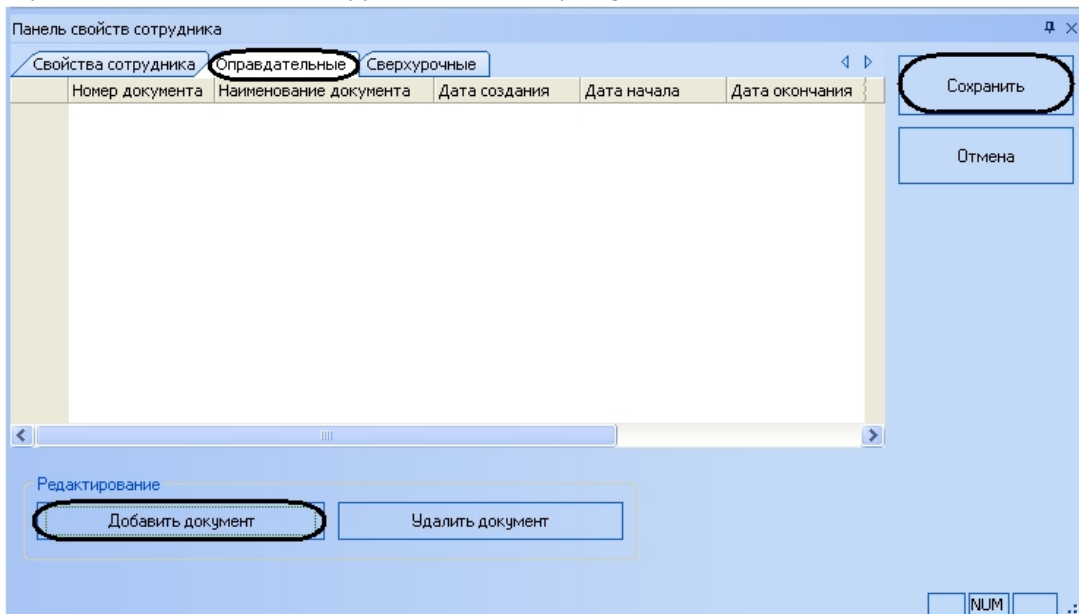 Панель свойств сотрудника
Свойства сотрудника Оправдательные Сверхурочные
Сохранить
Номер документа Наименование документа Дата создания Дата начала Дата окончания
Отмена
Редактирование
Добавить документ Удалить документ
NUM